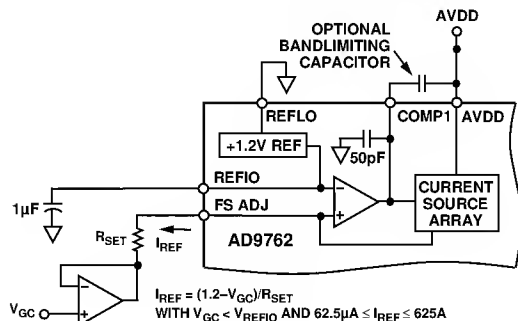 OPTIONAL
BANDLIMITING
CAPACITOR
AVDD
REFLO
COMP1
AVDD
+1.2V REF
50pF
REFIO
–
1µF
FS ADJ
+
CURRENT
SOURCE
ARRAY
RSET
IREF
AD9762
–
VGC
+
IREF = (1.2–VGC)/RSET
WITH VGC < VREFIO AND 62.5µA ≤ IREF ≤ 625A